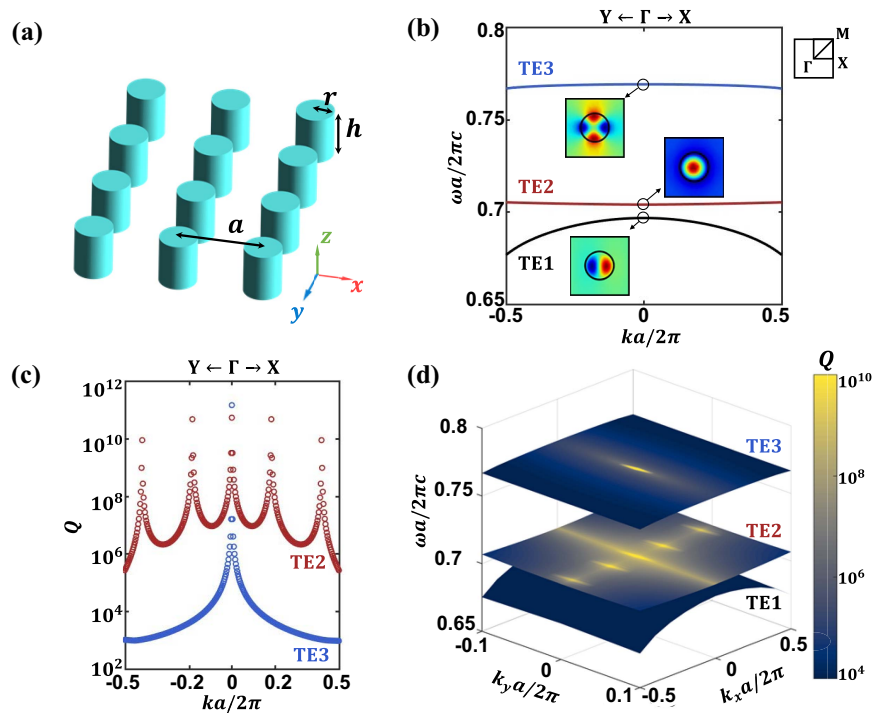 (a)
r
h
a
z
x
y
(b)
Y ← Γ → X
M
Γ
X
0.8
TE3
0.75
ωa/2πc
TE2
0.7
TE1
0.65
-0.5
0
0.5
ka/2π
(c)
Y ← Γ → X
10^12
10^10
10^8
Q
10^6
TE2
10^4
TE3
10^2
-0.5
-0.2
0
0.2
0.5
ka/2π
(d)
Q
10^10
0.8
TE3
0.75
10^8
ωa/2πc
TE2
0.7
10^6
TE1
0.65
-0.1
0.5
0
0
10^4
0.1
-0.5
k_y a/2π
k_x a/2π